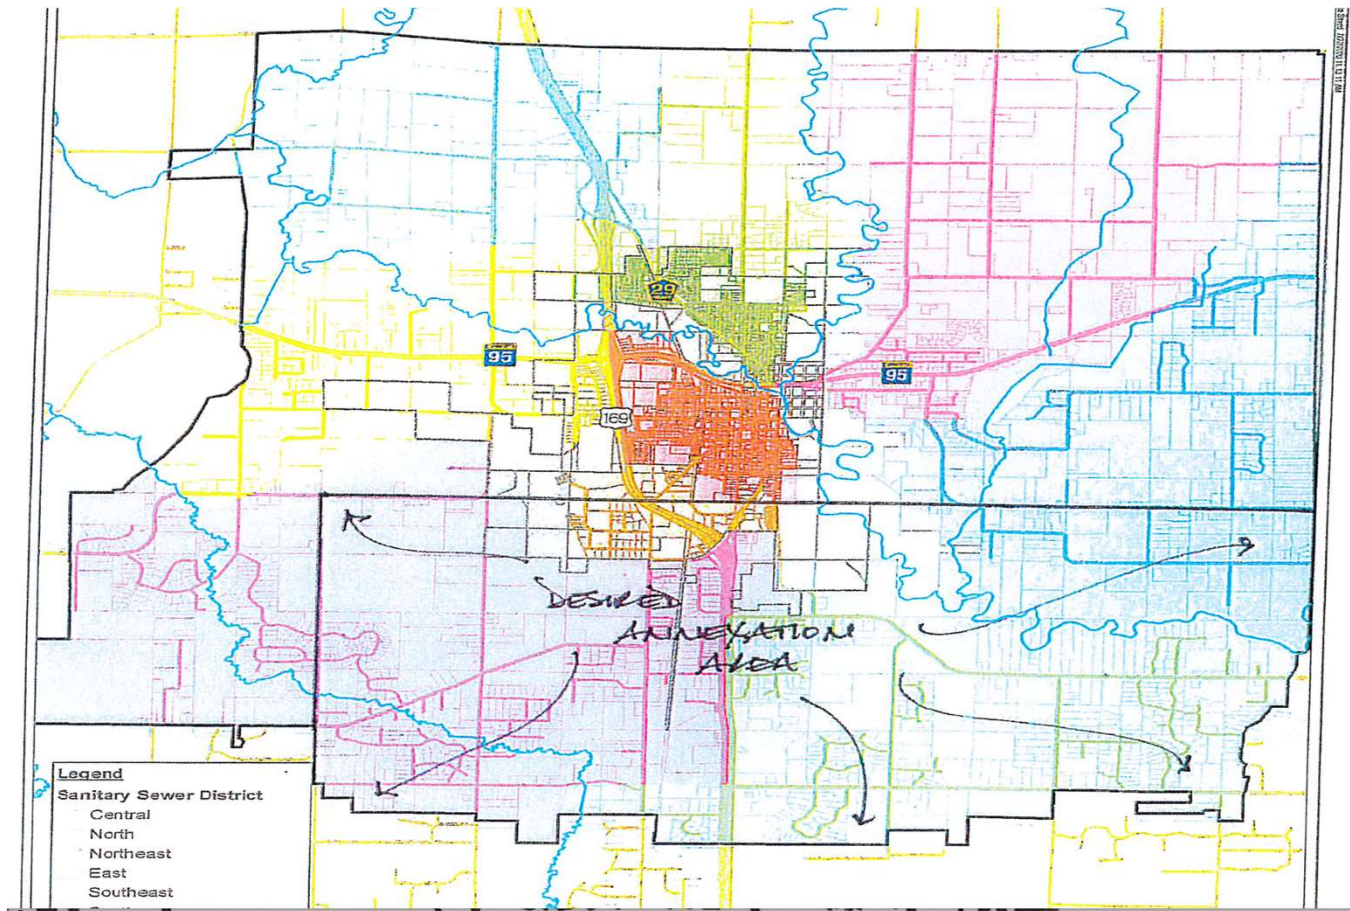 29
95
95
169
DESIRED
ANNEXATION
AREA
Legend
Sanitary Sewer District
Central
North
Northeast
East
Southeast